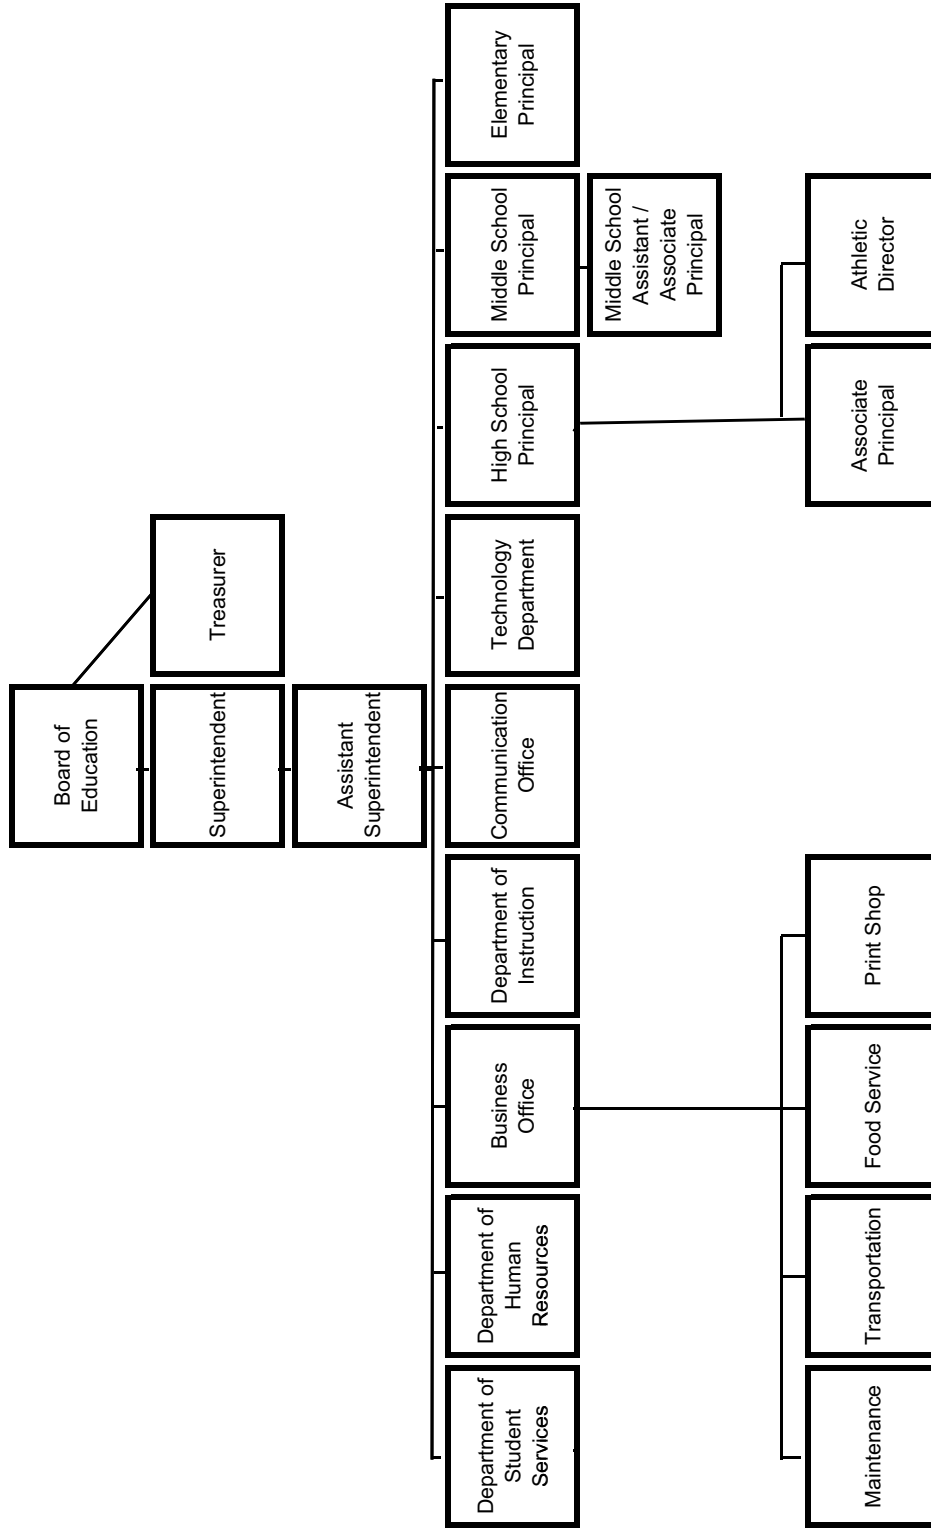 Board of
Education
Superintendent
Treasurer
Assistant
Superintendent
Department of
Student
Services
Department of
Human
Resources
Business
Office
Department of
Instruction
Communication
Office
Technology
Department
High School
Principal
Middle School
Principal
Elementary
Principal
Middle School
Assistant /
Associate
Principal
Maintenance
Transportation
Food Service
Print Shop
Associate
Principal
Athletic
Director